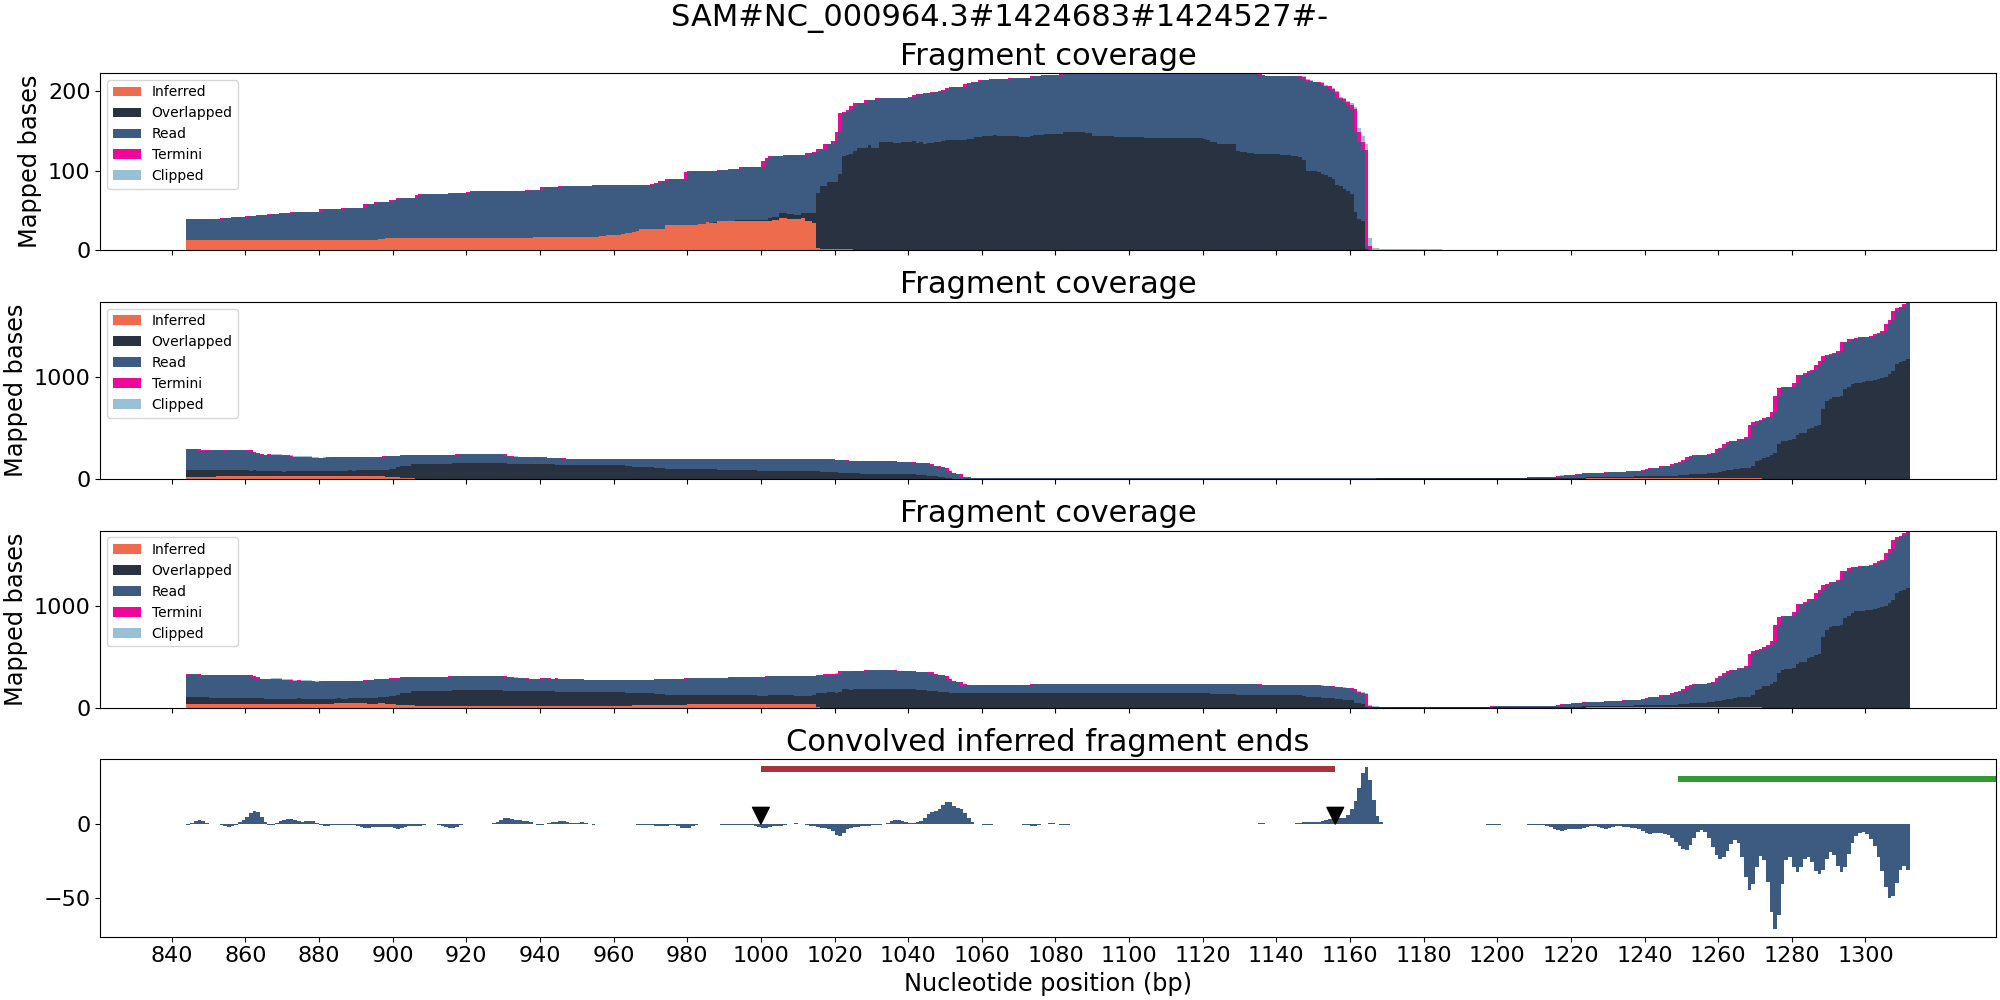 SAM#NC_000964.3#1424683#1424527#-
Fragment coverage
Mapped bases
200
100
0
Inferred
Overlapped
Read
Termini
Clipped
Fragment coverage
Mapped bases
1000
0
Inferred
Overlapped
Read
Termini
Clipped
Fragment coverage
Mapped bases
1000
0
Inferred
Overlapped
Read
Termini
Clipped
Convolved inferred fragment ends
0
−50
840 860 880 900 920 940 960 980 1000 1020 1040 1060 1080 1100 1120 1140 1160 1180 1200 1220 1240 1260 1280 1300
Nucleotide position (bp)